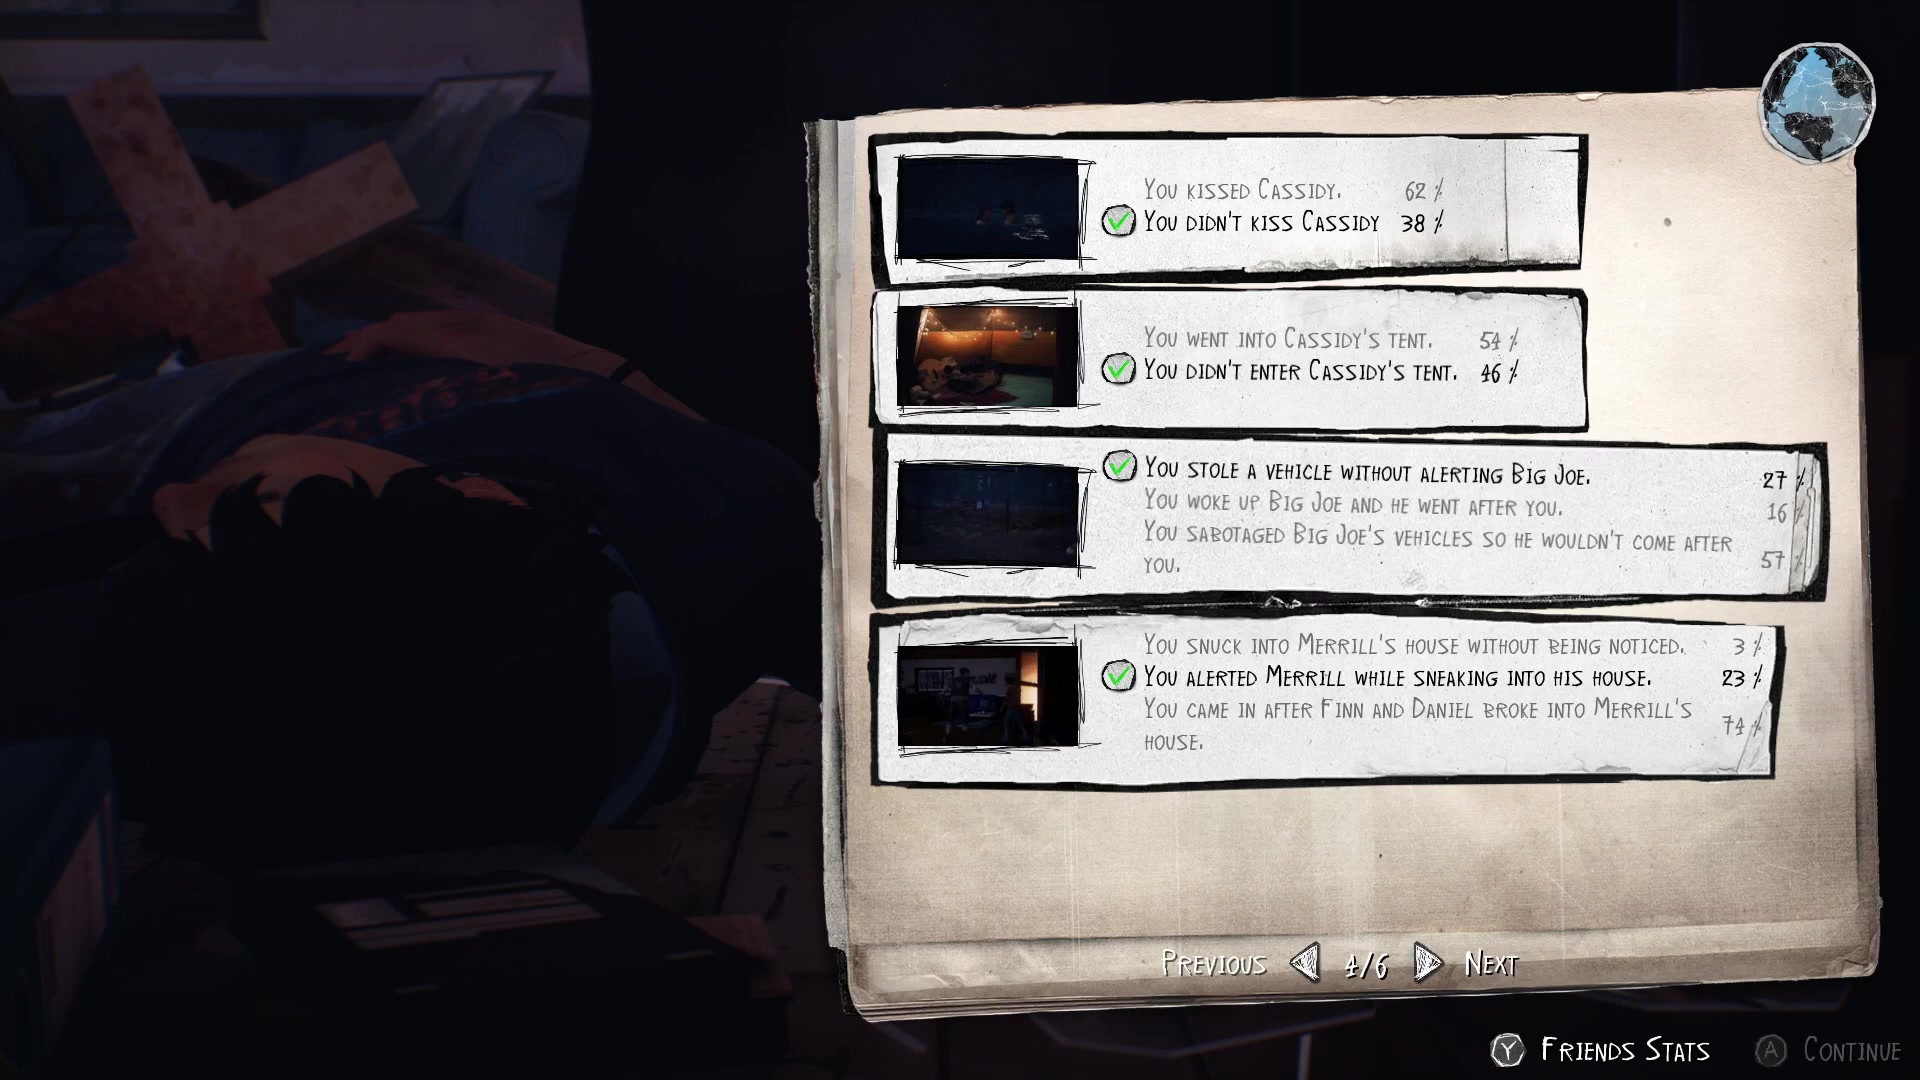 You kissed Cassidy. 62 %
You didn't kiss Cassidy 38 %
You went into Cassidy's tent. 54 %
You didn't enter Cassidy's tent. 46 %
You stole a vehicle without alerting Big Joe. 27 %
You woke up Big Joe and he went after you. 16 %
You sabotaged Big Joe's vehicles so he wouldn't come after
you. 57 %
You snuck into Merrill's house without being noticed. 3 %
You alerted Merrill while sneaking into his house. 23 %
You came in after Finn and Daniel broke into Merrill's
house. 74 %
Previous 4/6 Next
Y Friends Stats A Continue